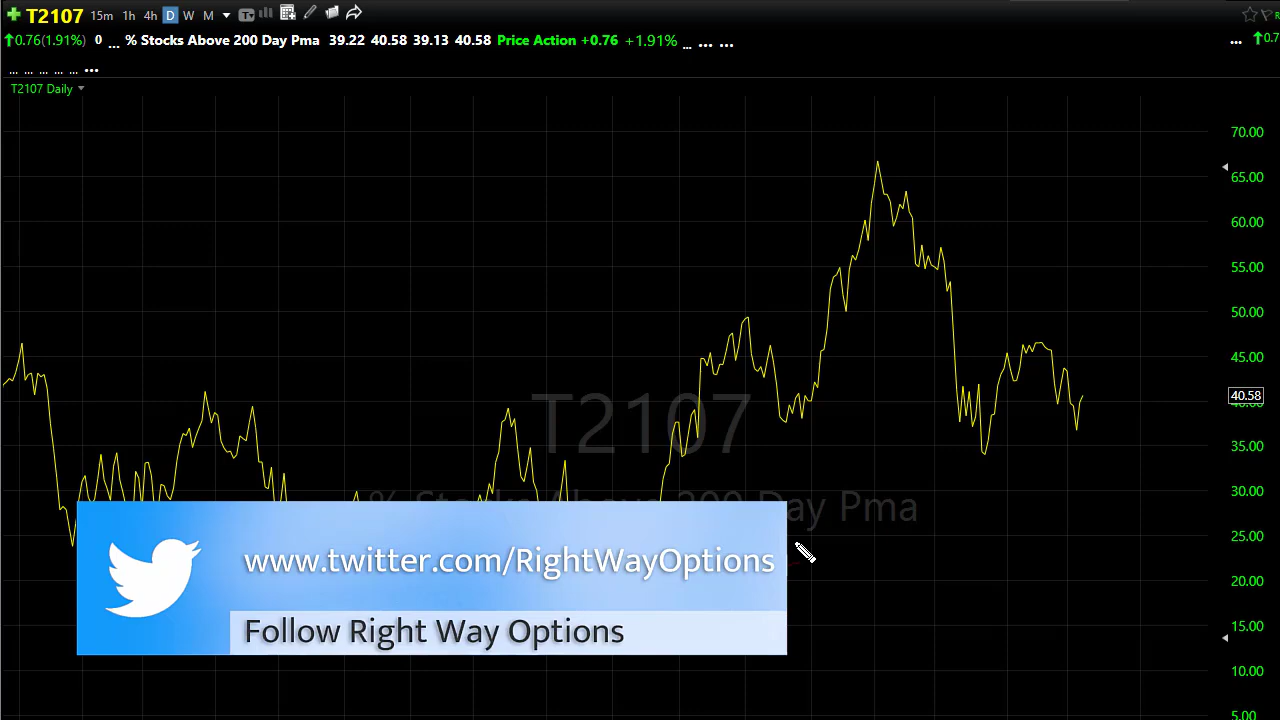 T2107 15m 1h 4h D W M
0.76(1.91%) 0 ... % Stocks Above 200 Day Pma 39.22 40.58 39.13 40.58 Price Action +0.76 +1.91% ... ... ... ... 0.7
... ... ... ... ... ...
T2107 Daily
70.00
65.00
60.00
55.00
50.00
45.00
40.58
35.00
30.00
25.00
20.00
15.00
10.00
5.00
T2107
% Stocks Above 200 Day Pma
www.twitter.com/RightWayOptions
Follow Right Way Options